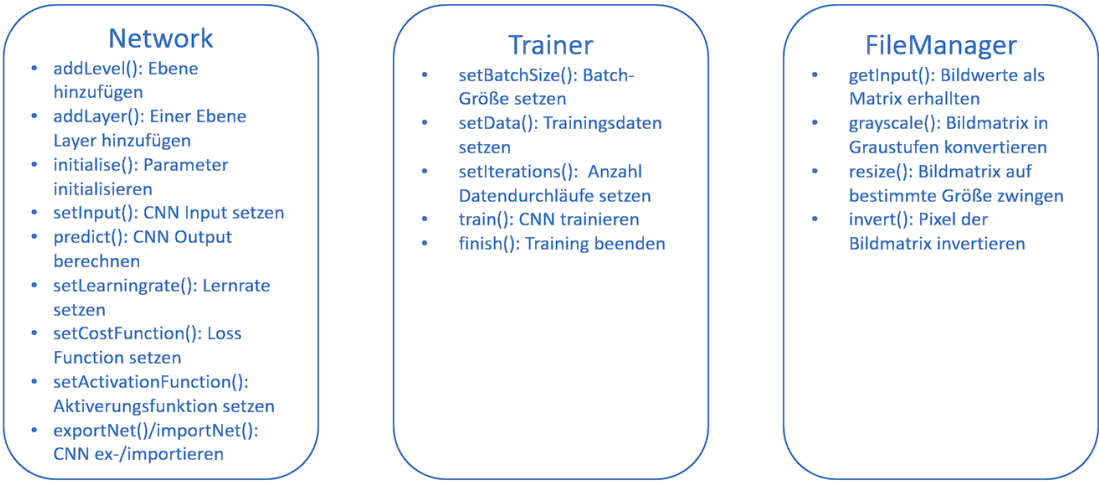 Network
• addLevel(): Ebene
hinzufügen
• addLayer(): Einer Ebene
Layer hinzufügen
• initialise(): Parameter
initialisieren
• setInput(): CNN Input setzen
• predict(): CNN Output
berechnen
• setLearningrate(): Lernrate
setzen
• setCostFunction(): Loss
Function setzen
• setActivationFunction():
Aktiverungsfunktion setzen
• exportNet()/importNet():
CNN ex-/importieren
Trainer
• setBatchSize(): Batch-
Größe setzen
• setData(): Trainingsdaten
setzen
• setIterations():  Anzahl
Datendurchläufe setzen
• train(): CNN trainieren
• finish(): Training beenden
FileManager
• getInput(): Bildwerte als
Matrix erhallten
• grayscale(): Bildmatrix in
Graustufen konvertieren
• resize(): Bildmatrix auf
bestimmte Größe zwingen
• invert(): Pixel der
Bildmatrix invertieren